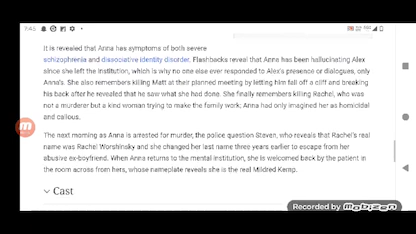 7:45
It is revealed that Anna has symptoms of both severe
schizophrenia and dissociative identity disorder. Flashbacks reveal that Anna has been hallucinating Alex
since she left the institution, which is why no one else ever responded to Alex's presence or dialogues, only
Anna's. She also remembers killing Matt at their planned meeting by letting him fall off a cliff and breaking
his back after he revealed that he saw what she had done. She finally remembers killing Rachel, who was
not a murderer but a kind woman trying to make the family work; Anna had only imagined her as homicidal
and callous.
The next morning as Anna is arrested for murder, the police question Steven, who reveals that Rachel's real
name was Rachel Worshinsky and she changed her last name three years earlier to escape from her
abusive ex-boyfriend. When Anna returns to the mental institution, she is welcomed back by the patient in
the room across from hers, whose nameplate reveals she is the real Mildred Kemp.
Cast
Recorded by Mobizen